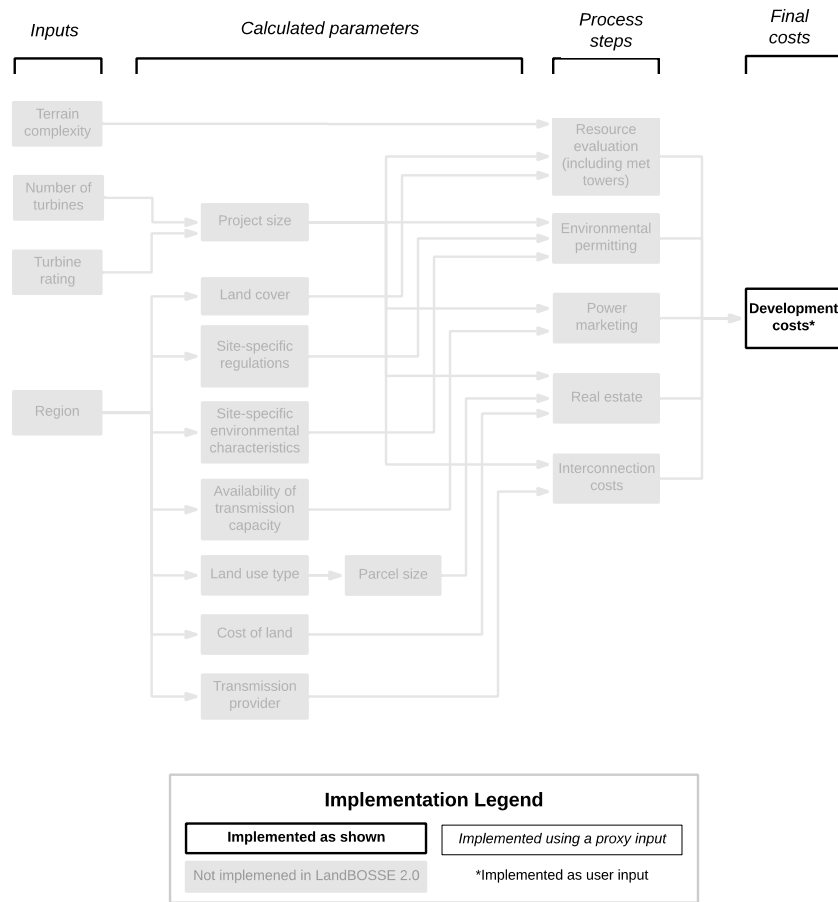 Inputs
Calculated parameters
Process
steps
Final
costs
Terrain
complexity
Number of
turbines
Turbine
rating
Region
Project size
Land cover
Site-specific
regulations
Site-specific
environmental
characteristics
Availability of
transmission
capacity
Land use type
Parcel size
Cost of land
Transmission
provider
Resource
evaluation
(including met
towers)
Environmental
permitting
Power
marketing
Real estate
Interconnection
costs
Development
costs*
Implementation Legend
Implemented as shown
Implemented using a proxy input
Not implemened in LandBOSSE 2.0
*Implemented as user input